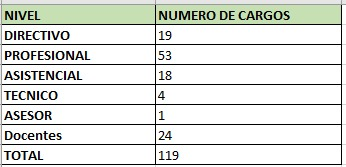 NIVEL NUMERO DE CARGOS
DIRECTIVO 19
PROFESIONAL 53
ASISTENCIAL 18
TECNICO 4
ASESOR 1
Docentes 24
TOTAL 119